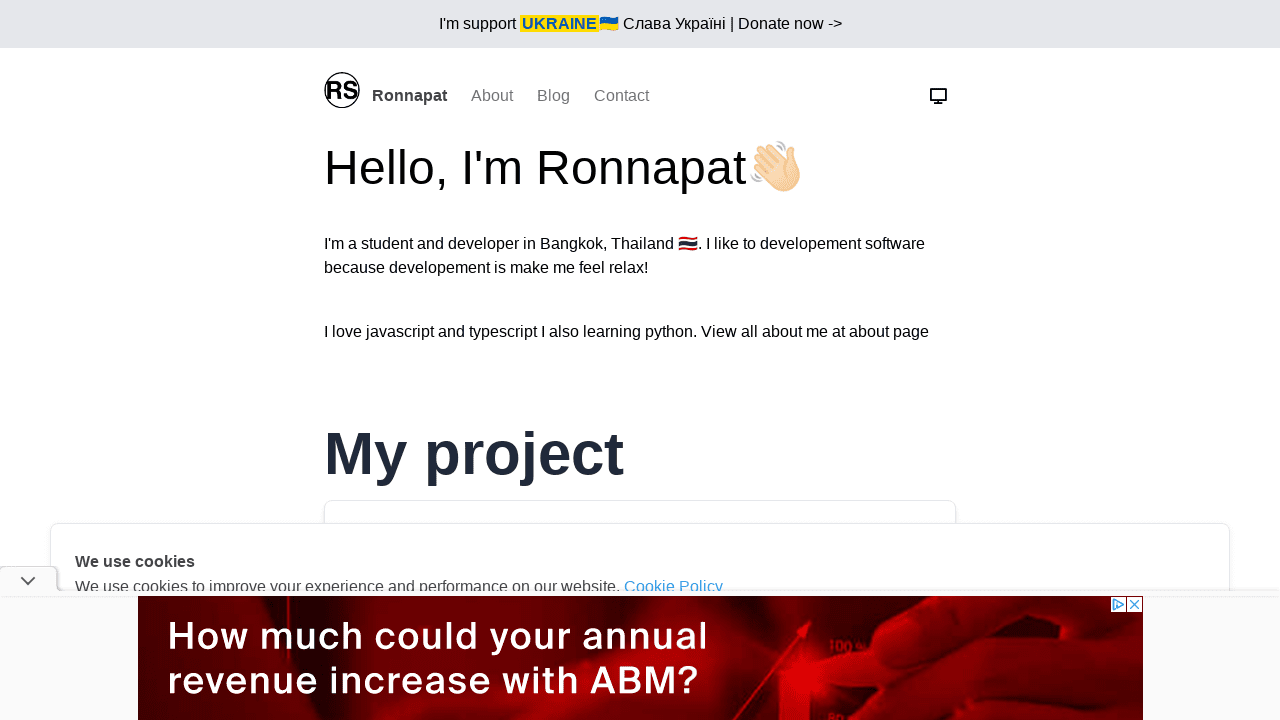 I'm support UKRAINE🇺🇦 Слава Україні | Donate now ->
RS
Ronnapat About Blog Contact
Hello, I'm Ronnapat👋🏻
I'm a student and developer in Bangkok, Thailand 🇹🇭. I like to developement software
because developement is make me feel relax!
I love javascript and typescript I also learning python. View all about me at about page
My project
We use cookies
We use cookies to improve your experience and performance on our website. Cookie Policy
How much could your annual
revenue increase with ABM?
100 %